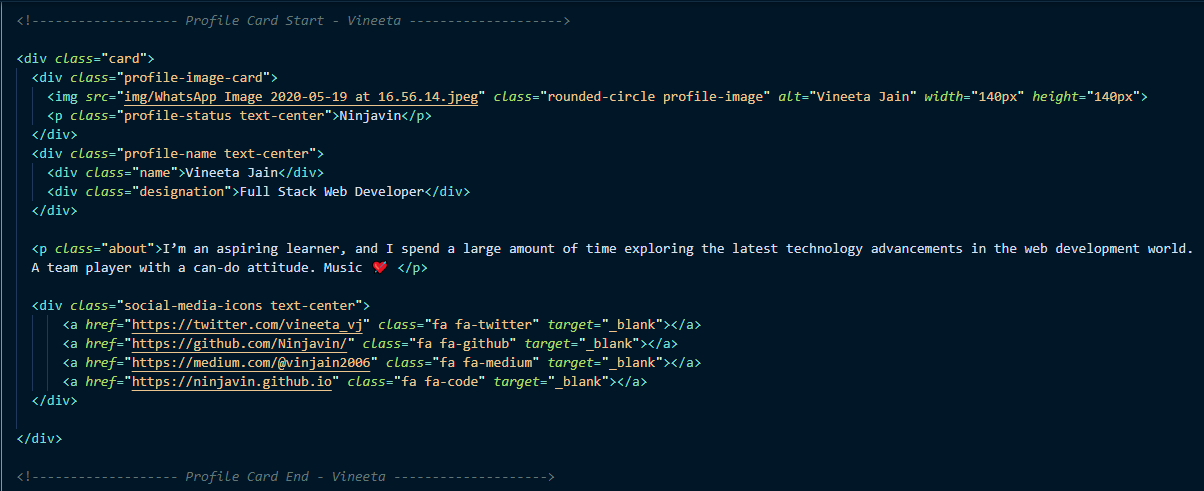 <!------------------- Profile Card Start - Vineeta -------------------->
<div class="card">
<div class="profile-image-card">
<img src="img/WhatsApp Image 2020-05-19 at 16.56.14.jpeg" class="rounded-circle profile-image" alt="Vineeta Jain" width="140px" height="140px">
<p class="profile-status text-center">Ninjavin</p>
</div>
<div class="profile-name text-center">
<div class="name">Vineeta Jain</div>
<div class="designation">Full Stack Web Developer</div>
</div>
<p class="about">I’m an aspiring learner, and I spend a large amount of time exploring the latest technology advancements in the web development world.
A team player with a can-do attitude. Music ❤️ </p>
<div class="social-media-icons text-center">
<a href="https://twitter.com/vineeta_vj" class="fa fa-twitter" target="_blank"></a>
<a href="https://github.com/Ninjavin/" class="fa fa-github" target="_blank"></a>
<a href="https://medium.com/@vinjain2006" class="fa fa-medium" target="_blank"></a>
<a href="https://ninjavin.github.io" class="fa fa-code" target="_blank"></a>
</div>
</div>
<!------------------- Profile Card End - Vineeta -------------------->